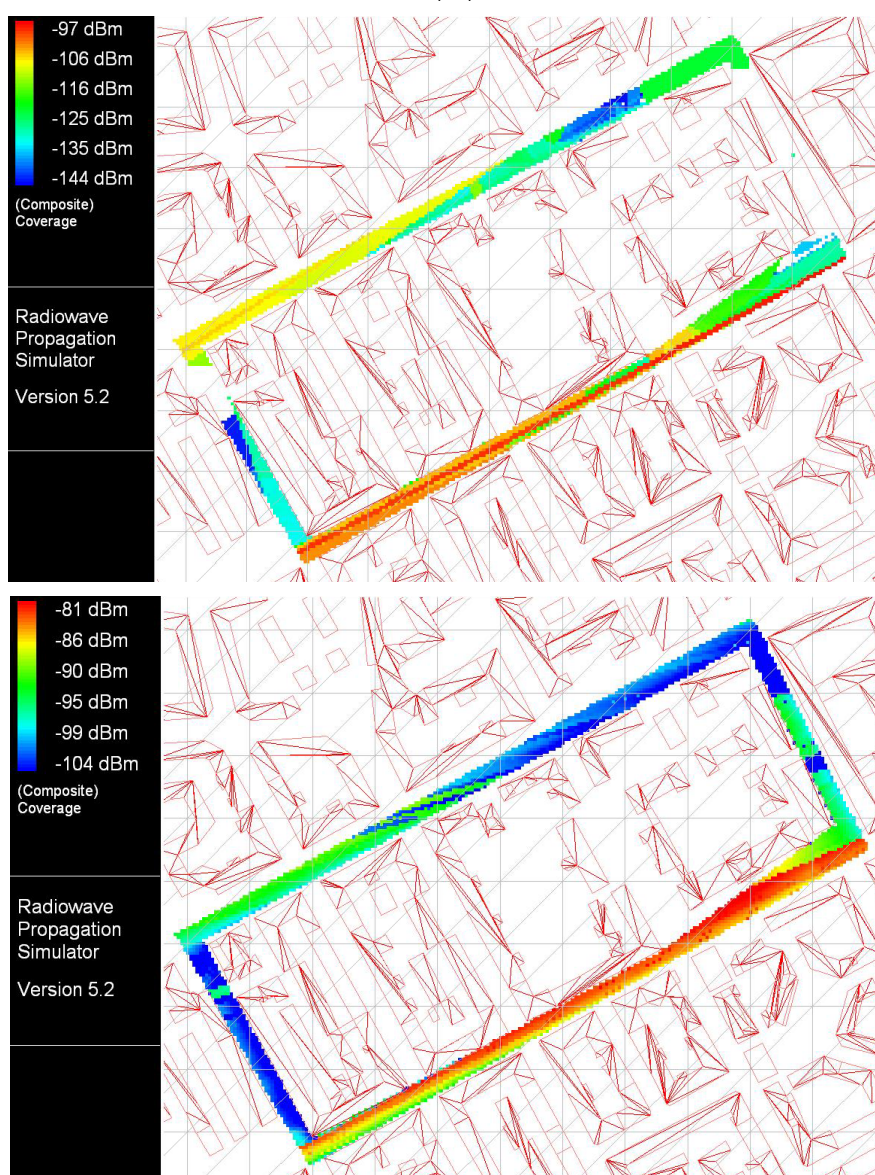 -97 dBm
-106 dBm
-116 dBm
-125 dBm
-135 dBm
-144 dBm
(Composite)
Coverage
Radiowave
Propagation
Simulator
Version 5.2
-81 dBm
-86 dBm
-90 dBm
-95 dBm
-99 dBm
-104 dBm
(Composite)
Coverage
Radiowave
Propagation
Simulator
Version 5.2